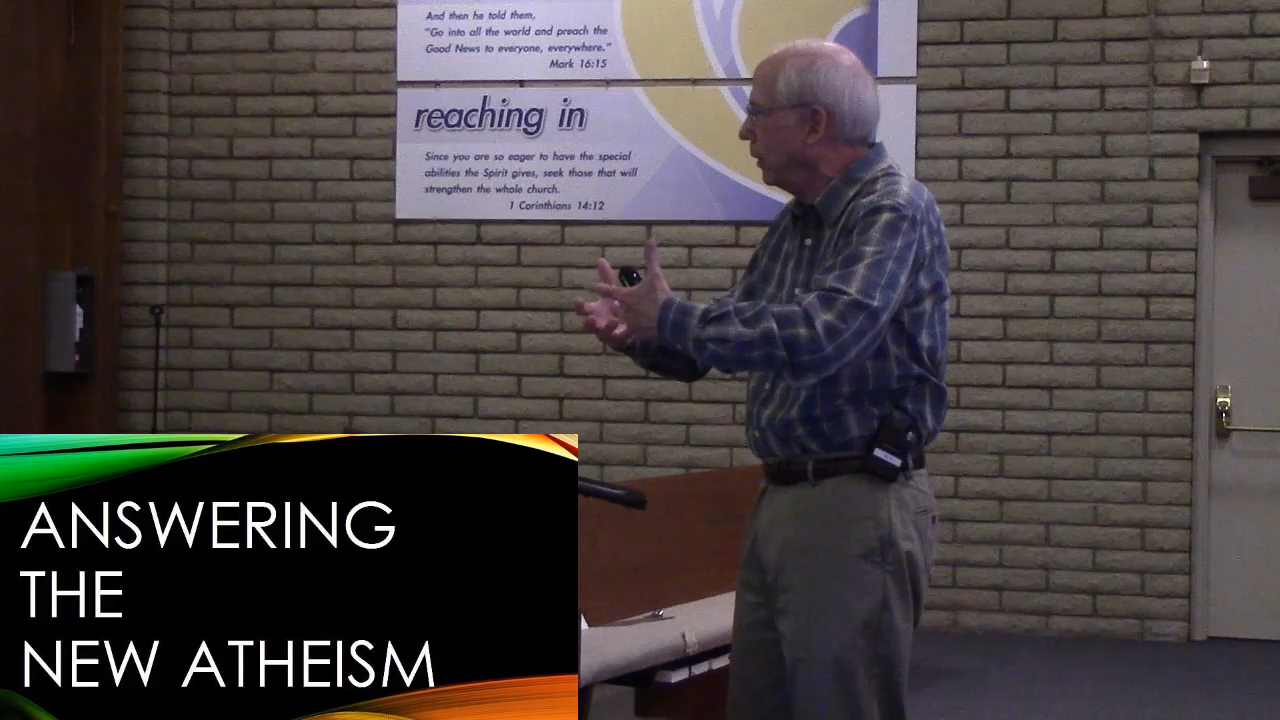 And then he told them,
"Go into all the world and preach the
Good News to everyone, everywhere."
Mark 16:15
reaching in
Since you are so eager to have the special
abilities the Spirit gives, seek those that will
strengthen the whole church.
1 Corinthians 14:12
ANSWERING
THE
NEW ATHEISM